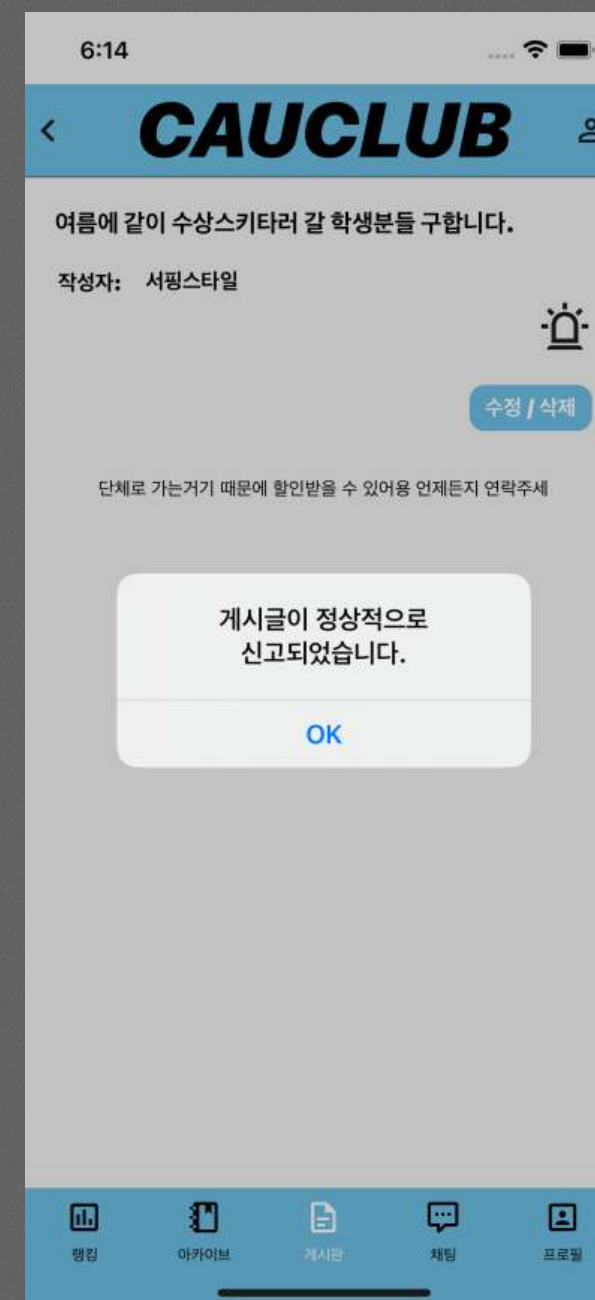 6:14
CAUCLUB
여름에 같이 수상스키타러 갈 학생분들 구합니다.
작성자: 서핑스타일
수정 / 삭제
단체로 가는거기 때문에 할인받을 수 있어용 언제든지 연락주세
게시글이 정상적으로
신고되었습니다.
OK
랭킹 아카이브 게시판 채팅 프로필